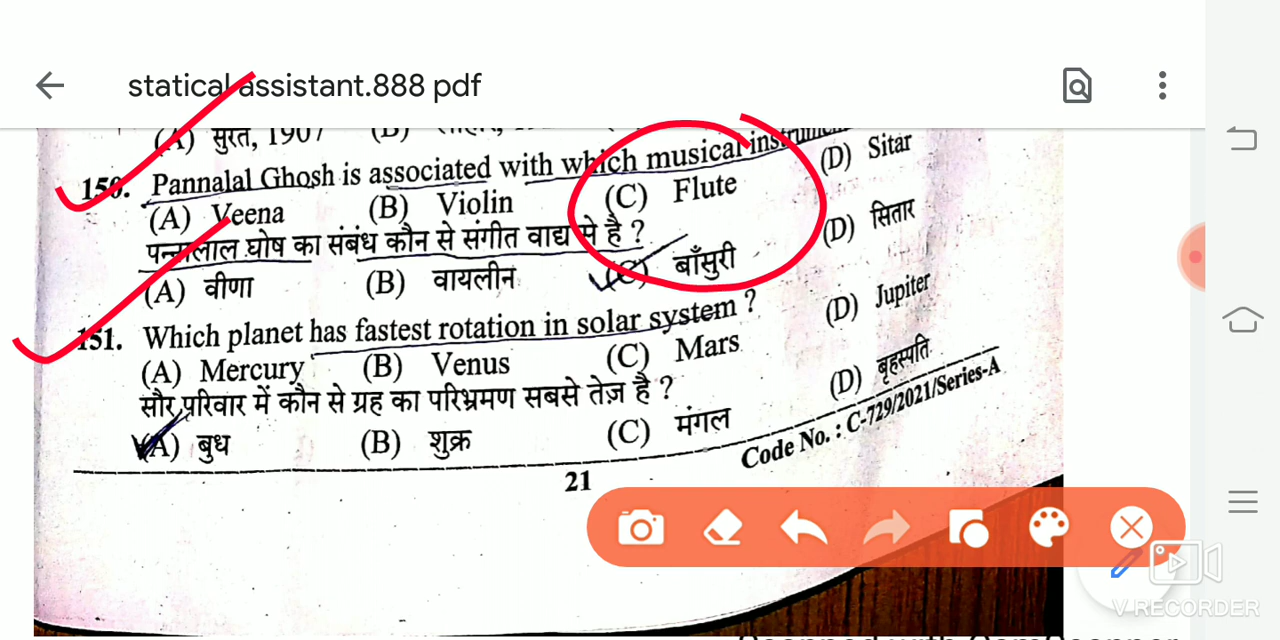 statical assistant.888 pdf
(A) सुरत, 1907 (B)
150. Pannalal Ghosh is associated with which musical instrument
(A) Veena (B) Violin (C) Flute (D) Sitar
पन्नालाल घोष का संबंध कौन से संगीत वाद्य से है ?
(A) वीणा (B) वायलीन (C) बाँसुरी (D) सितार
151. Which planet has fastest rotation in solar system ?
(A) Mercury (B) Venus (C) Mars (D) Jupiter
सौर परिवार में कौन से ग्रह का परिभ्रमण सबसे तेज़ है ?
(A) बुध (B) शुक्र (C) मंगल (D) बृहस्पति
21
Code No. : C-729/2021/Series-A
V RECORDER